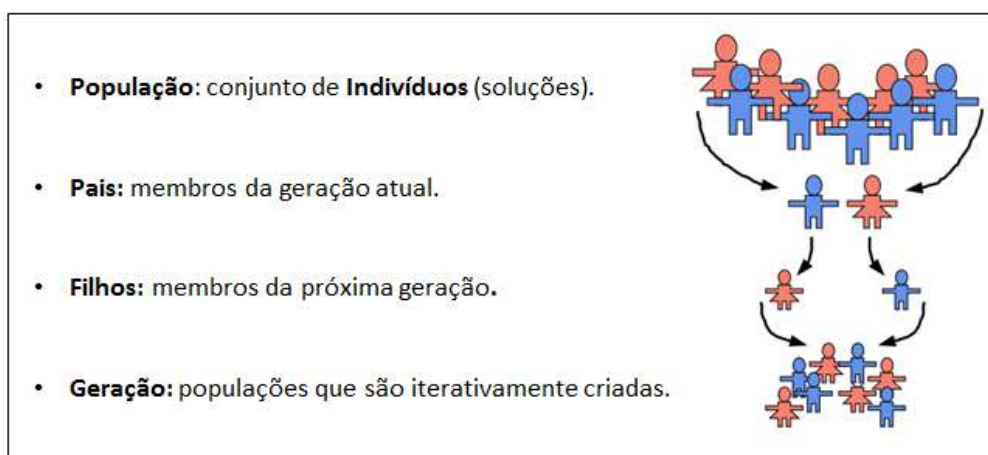 • População: conjunto de Indivíduos (soluções).
• Pais: membros da geração atual.
• Filhos: membros da próxima geração.
• Geração: populações que são iterativamente criadas.